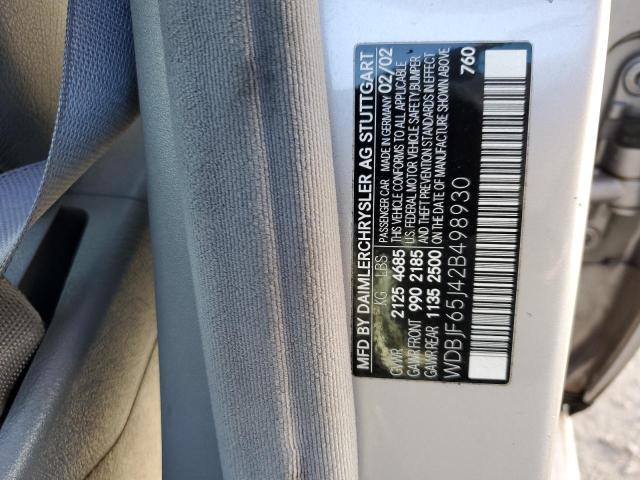 MFD BY DAIMLERCHRYSLER AG STUTTGART
KG LBS PASSENGER CAR MADE IN GERMANY 02/02
GVWR 2125 4685 THIS VEHICLE CONFORMS TO ALL APPLICABLE
GAWR FRONT 990 2185 U.S. FEDERAL MOTOR VEHICLE SAFETY, BUMPER
GAWR REAR 1135 2500 AND THEFT PREVENTION STANDARDS IN EFFECT
ON THE DATE OF MANUFACTURE SHOWN ABOVE
WDBJF65J42B498930 760